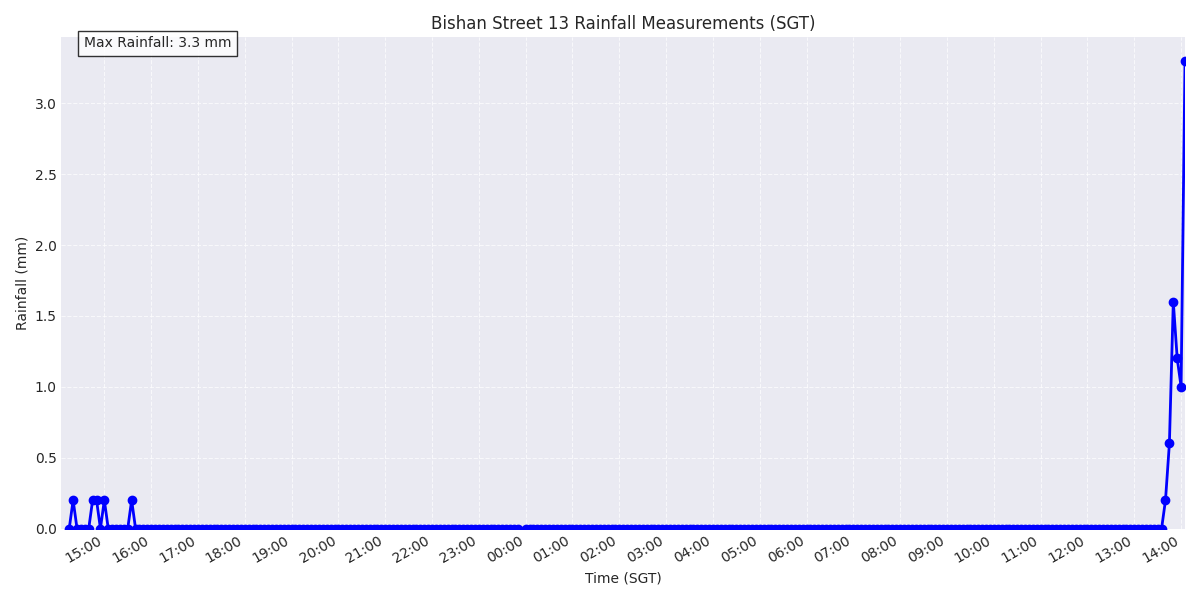 Bishan Street 13 Rainfall Measurements (SGT)
Max Rainfall: 3.3 mm
Rainfall (mm)
3.0
2.5
2.0
1.5
1.0
0.5
0.0
15:00 16:00 17:00 18:00 19:00 20:00 21:00 22:00 23:00 00:00 01:00 02:00 03:00 04:00 05:00 06:00 07:00 08:00 09:00 10:00 11:00 12:00 13:00 14:00
Time (SGT)